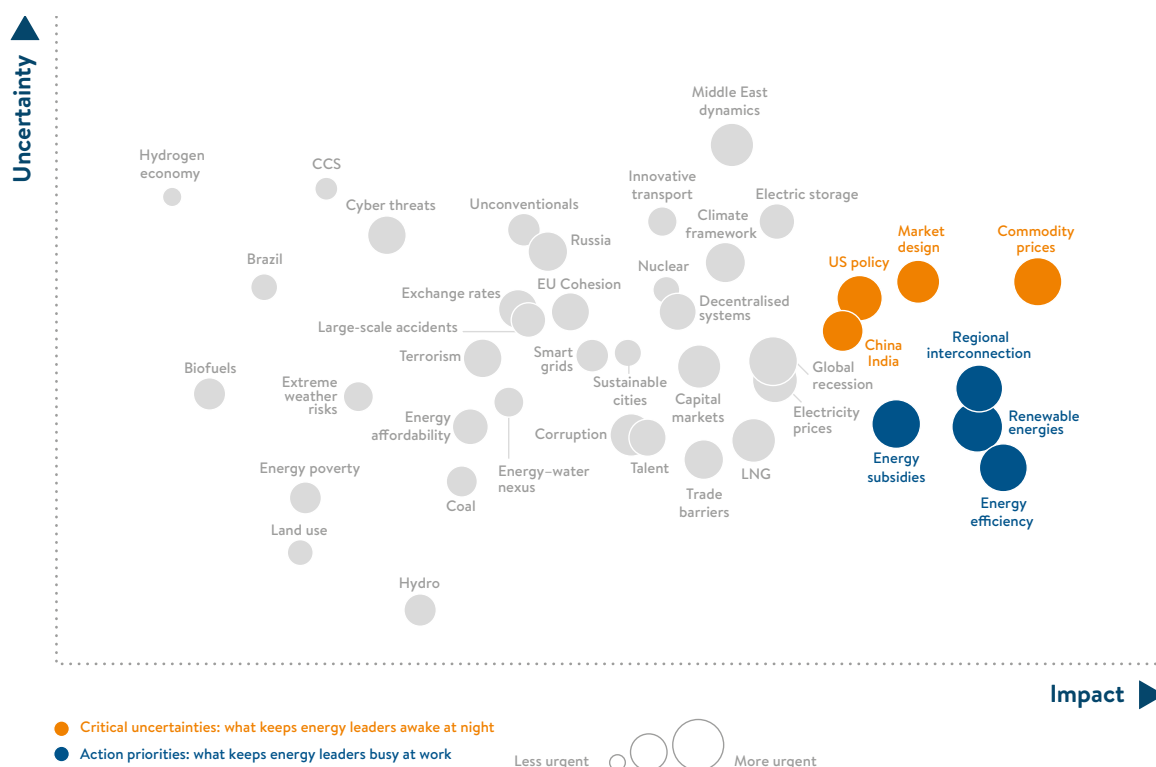 Uncertainty
Middle East
dynamics
Hydrogen
economy
CCS
Innovative
transport
Electric storage
Cyber threats
Unconventionals
Climate
framework
Russia
Market
design
Commodity
prices
US policy
Brazil
Nuclear
EU Cohesion
Exchange rates
Decentralised
systems
Large-scale accidents
China
India
Regional
interconnection
Terrorism
Smart
grids
Biofuels
Global
recession
Sustainable
cities
Extreme
weather
risks
Capital
markets
Electricity
prices
Renewable
energies
Energy
affordability
Corruption
Energy
subsidies
Energy poverty
Energy–water
nexus
Talent
LNG
Trade
barriers
Coal
Energy
efficiency
Land use
Hydro
Impact
Critical uncertainties: what keeps energy leaders awake at night
Action priorities: what keeps energy leaders busy at work
Less urgent
More urgent